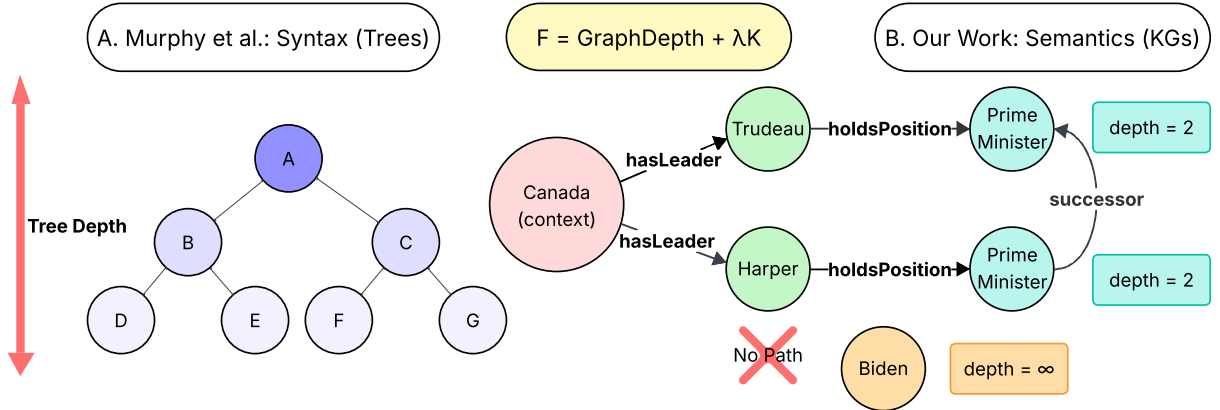 A. Murphy et al.: Syntax (Trees)
F = GraphDepth + λK
B. Our Work: Semantics (KGs)
Tree Depth
A
B
C
D
E
F
G
Canada
(context)
hasLeader
hasLeader
Trudeau
Harper
holdsPosition
holdsPosition
Prime
Minister
Prime
Minister
successor
depth = 2
depth = 2
No Path
Biden
depth = ∞